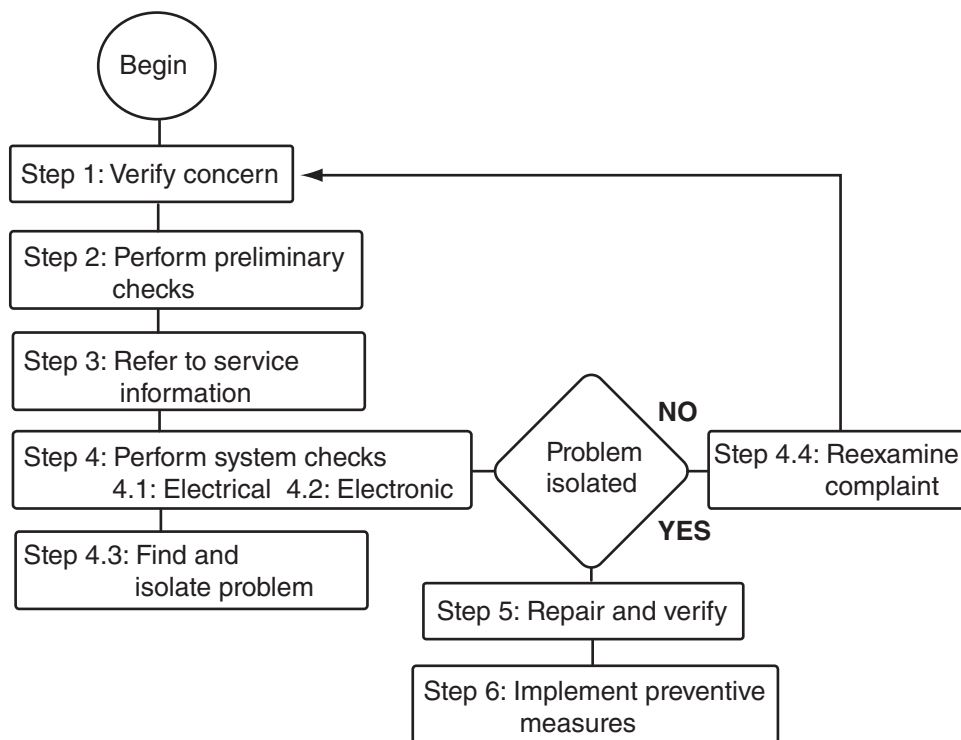 Begin
Step 1: Verify concern
Step 2: Perform preliminary
checks
Step 3: Refer to service
information
Step 4: Perform system checks
4.1: Electrical 4.2: Electronic
Step 4.3: Find and
isolate problem
Problem
isolated
NO
YES
Step 4.4: Reexamine
complaint
Step 5: Repair and verify
Step 6: Implement preventive
measures